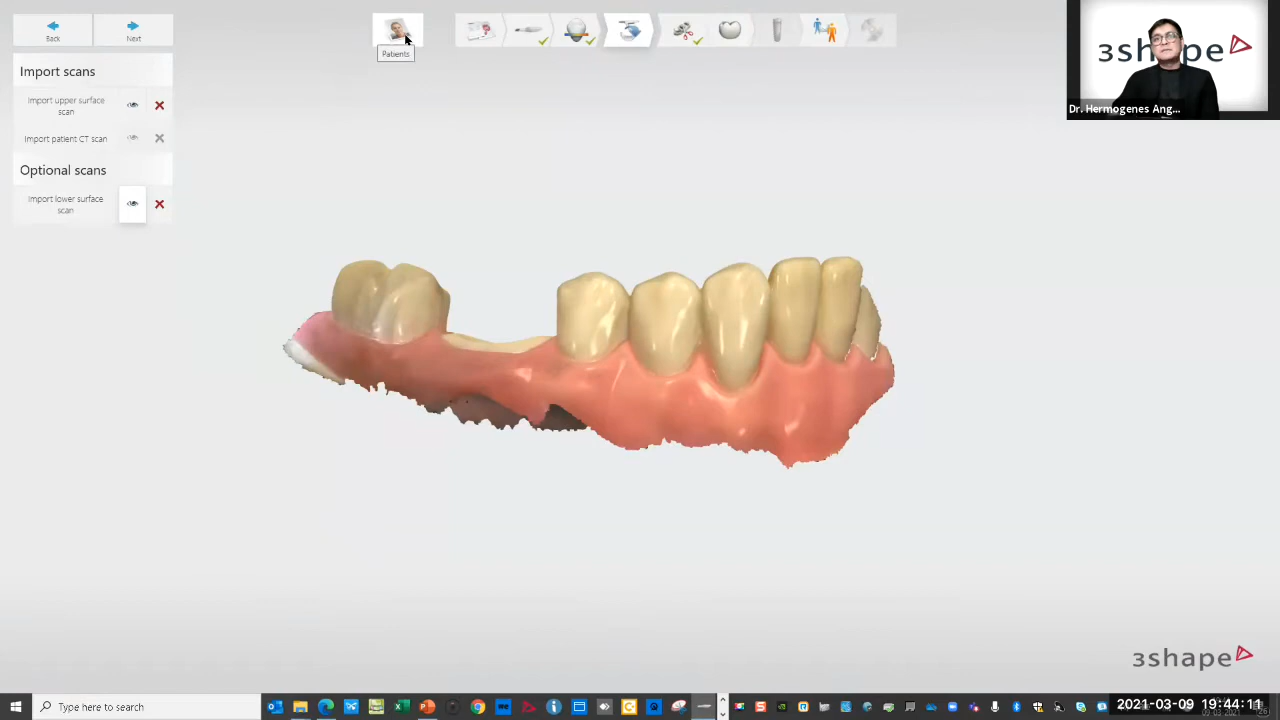 Back
Next
Patients
Import scans
Import upper surface
scan
Import patient CT scan
Optional scans
Import lower surface
scan
3shape
Dr. Hermogenes Ang...
3shape
Type here to search
2021-03-09 19:44:11